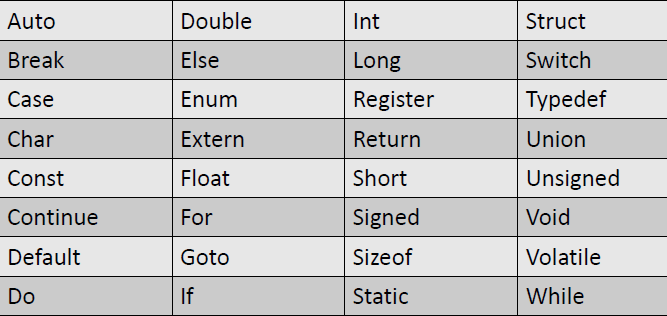 Auto Double Int Struct
Break Else Long Switch
Case Enum Register Typedef
Char Extern Return Union
Const Float Short Unsigned
Continue For Signed Void
Default Goto Sizeof Volatile
Do If Static While